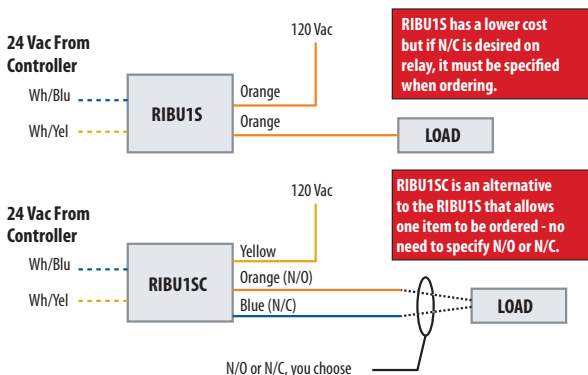 120 Vac
RIBU1S has a lower cost
but if N/C is desired on
relay, it must be specified
when ordering.
24 Vac From
Controller
Wh/Blu
Wh/Yel
RIBU1S
Orange
Orange
LOAD
120 Vac
RIBU1SC is an alternative
to the RIBU1S that allows
one item to be ordered - no
need to specify N/O or N/C.
24 Vac From
Controller
Wh/Blu
Wh/Yel
RIBU1SC
Yellow
Orange (N/O)
Blue (N/C)
LOAD
N/O or N/C, you choose